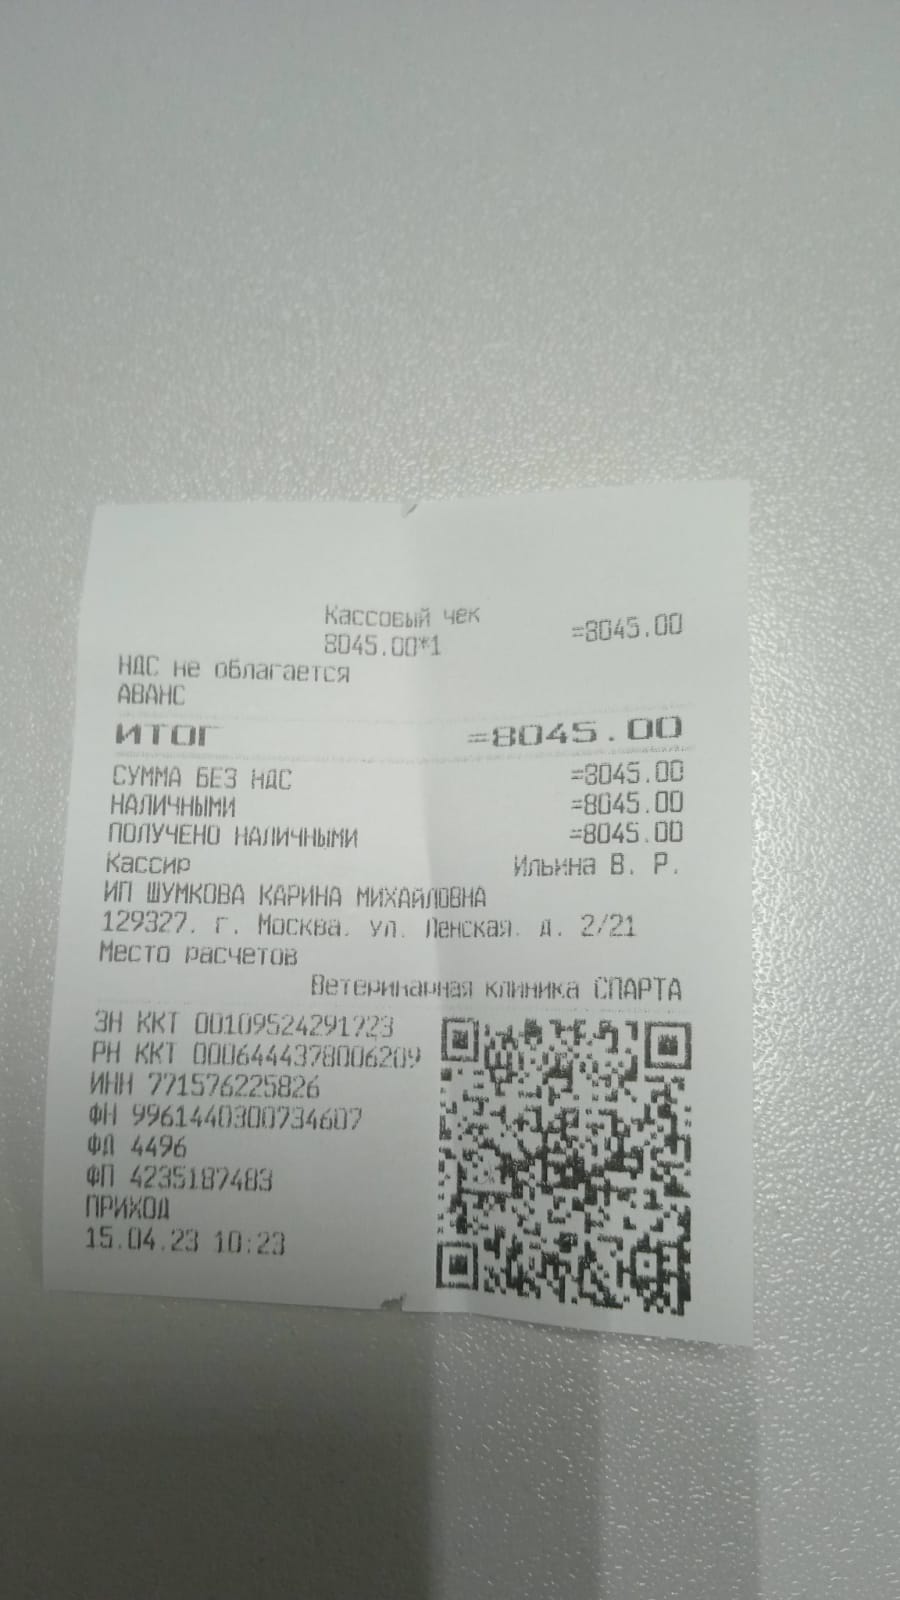 Кассовый чек
8045.00*1 =8045.00
НДС не облагается
АВАНС
ИТОГ =8045.00
СУММА БЕЗ НДС =8045.00
НАЛИЧНЫМИ =8045.00
ПОЛУЧЕНО НАЛИЧНЫМИ =8045.00
Кассир Ильина В. Р.
ИП ШУМКОВА КАРИНА МИХАЙЛОВНА
129327. г. Москва. ул. Ленская. д. 2/21
Место расчетов
Ветеринарная клиника СПАРТА
ЗН ККТ 00109524291723
РН ККТ 0006444378006209
ИНН 771576225826
ФН 9961440300734607
ФД 4496
ФП 4235187483
ПРИХОД
15.04.23 10:23